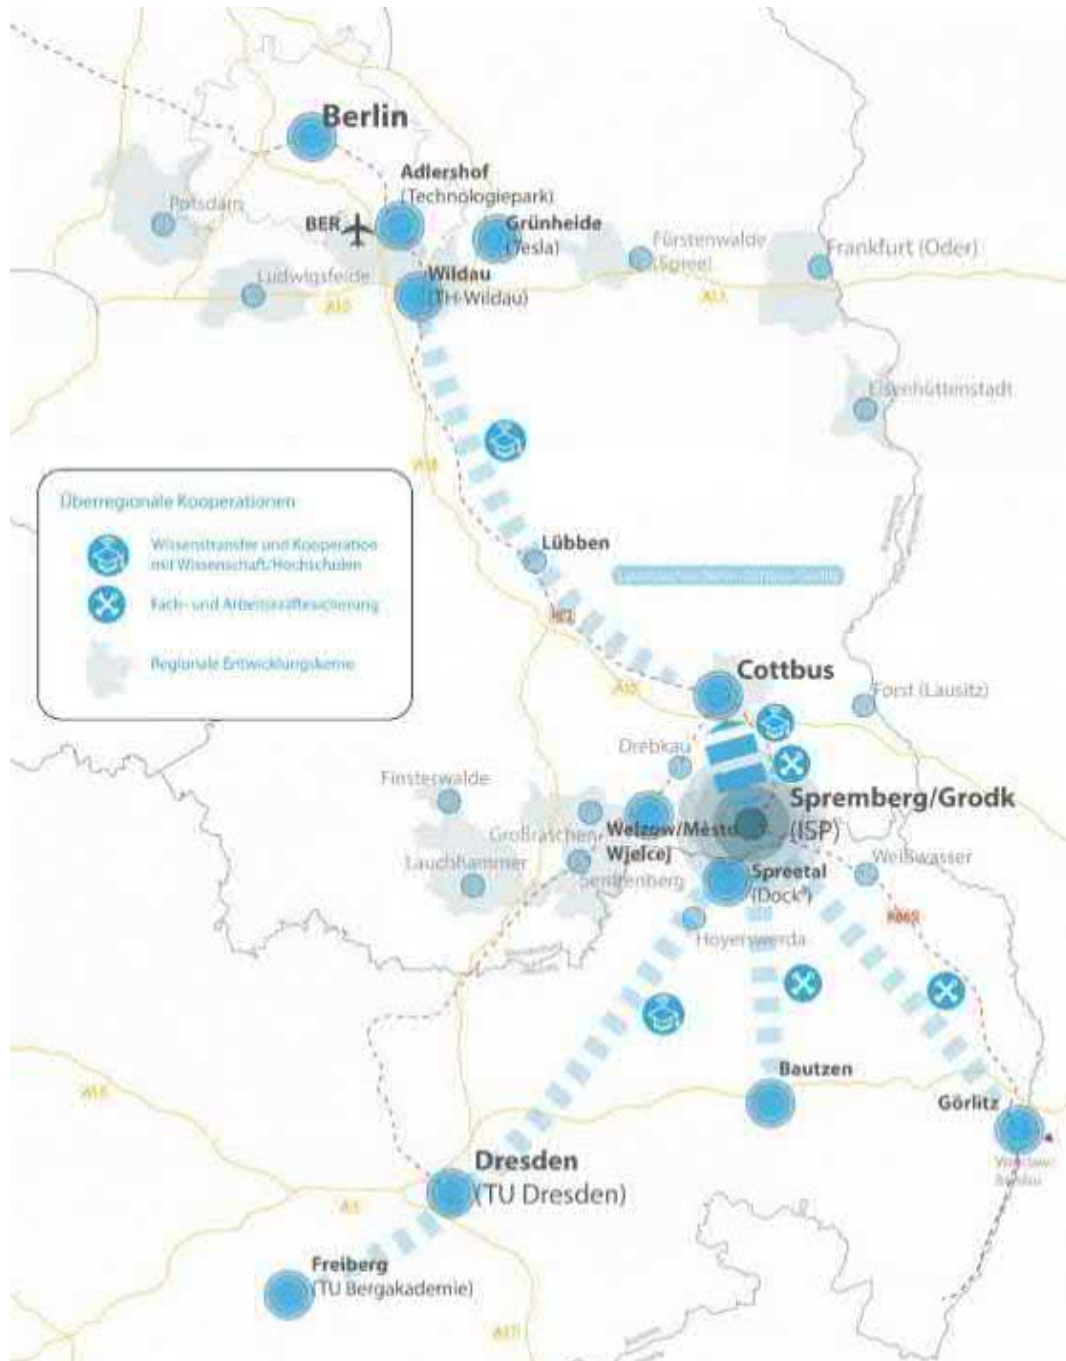 Berlin
Adlershof
(Technologiepark)
Potsdam
BER
Grünheide
(Tesla)
Fürstenwalde
(Spree)
Frankfurt (Oder)
Ludwigsfelde
Wildau
(TH-Wildau)
A10
A12
Eisenhüttenstadt
Überregionale Kooperationen
Wissenstransfer und Kooperation
mit Wissenschaft/Hochschulen
Fach- und Arbeitskräftesicherung
Regionale Entwicklungskerne
Lübben
Cottbus
Forst (Lausitz)
Drebkau
Finsterwalde
Spremberg/Grodk
(ISP)
Großräschen
Welzow/Město
Wjelcej
Lauchhammer
Senftenberg
Spreetal
(Dock³)
Weißwasser
Hoyerswerda
Bautzen
Görlitz
Dresden
(TU Dresden)
Freiberg
(TU Bergakademie)